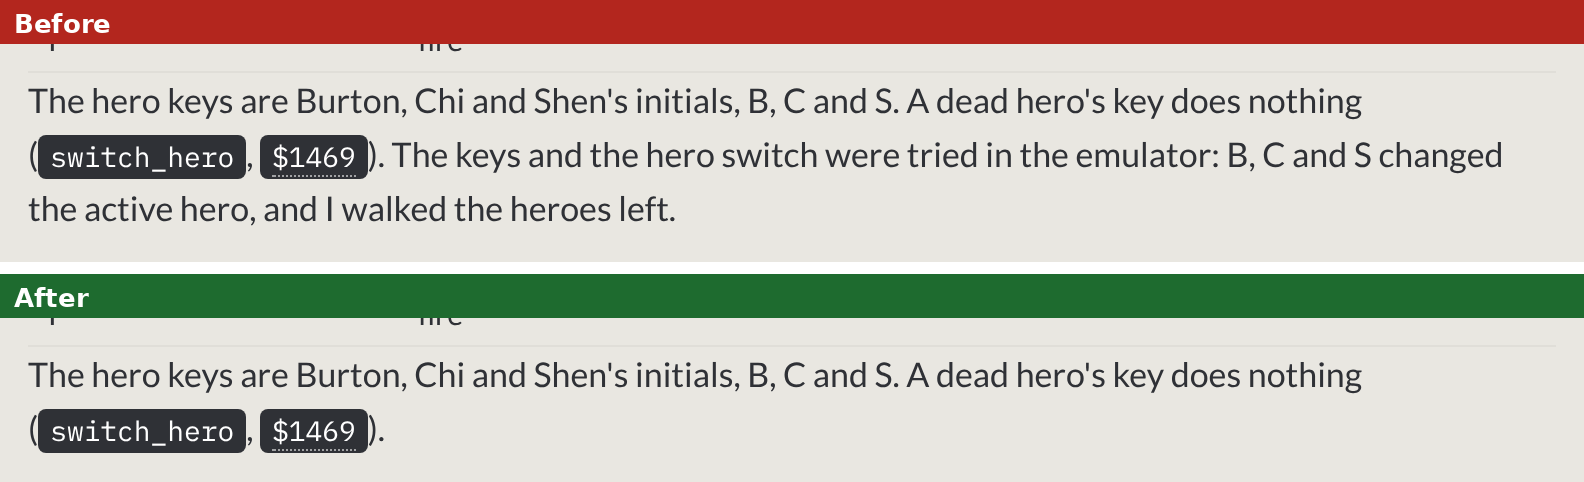 Before
The hero keys are Burton, Chi and Shen's initials, B, C and S. A dead hero's key does nothing
(switch_hero, $1469). The keys and the hero switch were tried in the emulator: B, C and S changed
the active hero, and I walked the heroes left.
After
The hero keys are Burton, Chi and Shen's initials, B, C and S. A dead hero's key does nothing
(switch_hero, $1469).